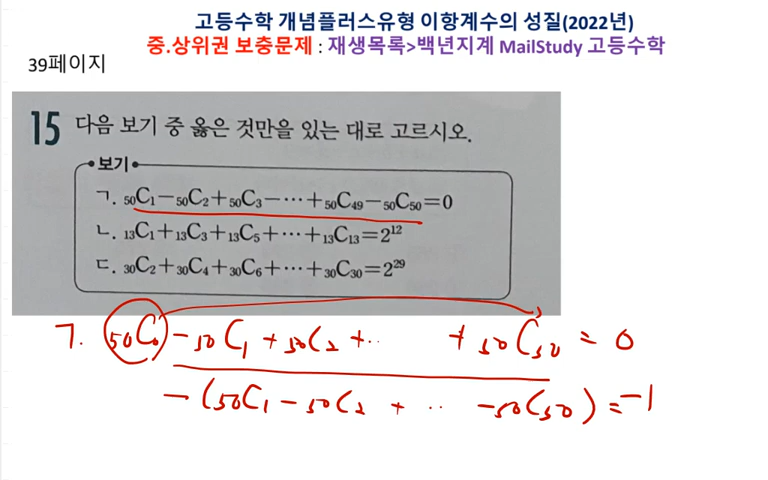 고등수학 개념플러스유형 이항계수의 성질(2022년)
중.상위권 보충문제 : 재생목록>백년지계 MailStudy 고등수학
39페이지
15 다음 보기 중 옳은 것만을 있는 대로 고르시오.
보기
ㄱ. ₅₀C₁−₅₀C₂+₅₀C₃−⋯+₅₀C₄₉−₅₀C₅₀=0
ㄴ. ₁₃C₁+₁₃C₃+₁₃C₅+⋯+₁₃C₁₃=2¹²
ㄷ. ₃₀C₂+₃₀C₄+₃₀C₆+⋯+₃₀C₃₀=2²⁹
ㄱ. ₅₀C₀ − ₅₀C₁ + ₅₀C₂ + ‥ + ₅₀C₅₀ = 0
− (₅₀C₁ − ₅₀C₂ + ‥ − ₅₀C₅₀) = −1